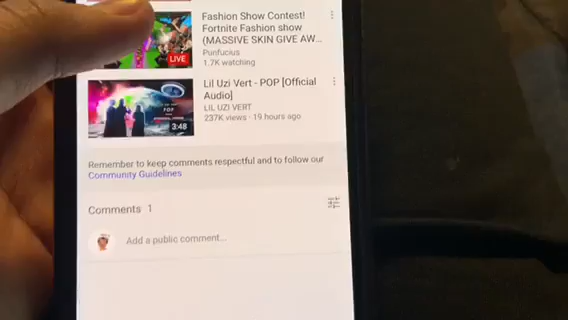 Fashion Show Contest!
Fortnite Fashion show
(MASSIVE SKIN GIVE AW...
Punfucius
1.7K watching
LIVE
Lil Uzi Vert - POP [Official
Audio]
LIL UZI VERT
237K views · 19 hours ago
POP
3:48
Remember to keep comments respectful and to follow our
Community Guidelines
Comments 1
Add a public comment...